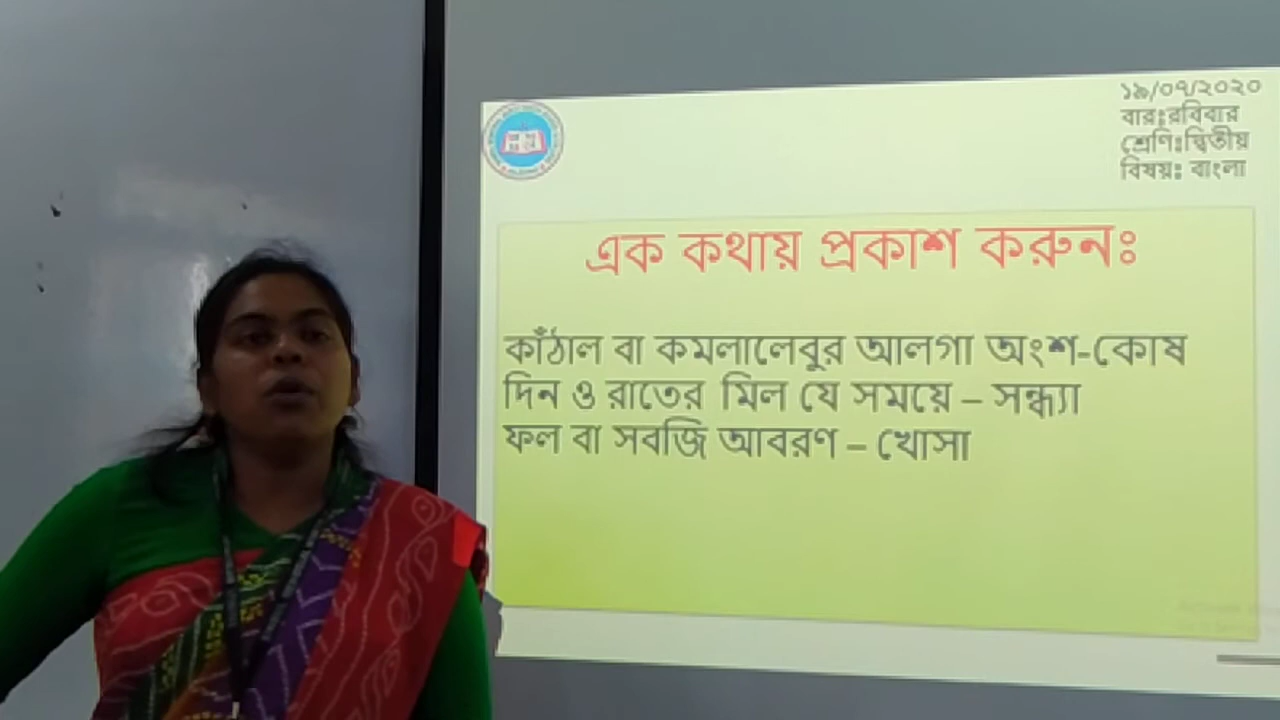 ১৯/০৭/২০২০
বারঃরবিবার
শ্রেণিঃদ্বিতীয়
বিষয়ঃ বাংলা
এক কথায় প্রকাশ করুনঃ
কাঁঠাল বা কমলালেবুর আলগা অংশ-কোষ
দিন ও রাতের মিল যে সময়ে – সন্ধ্যা
ফল বা সবজি আবরণ – খোসা